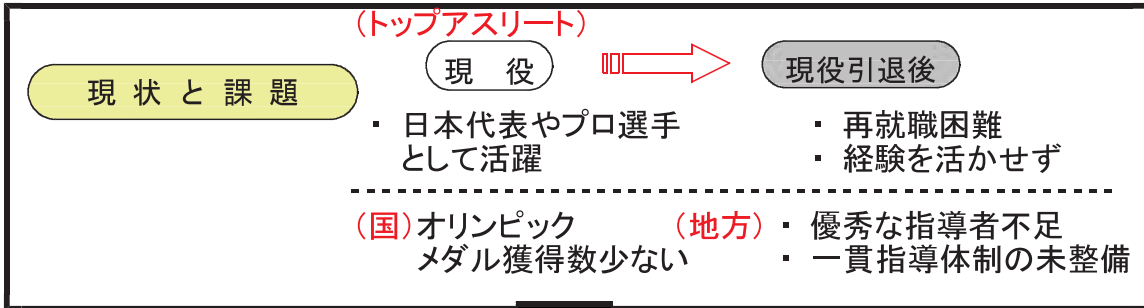 (トップアスリート)
現 役
現役引退後
現 状 と 課 題
・ 日本代表やプロ選手
として活躍
・ 再就職困難
・ 経験を活かせず
(国)オリンピック
メダル獲得数少ない
(地方)・ 優秀な指導者不足
・ 一貫指導体制の未整備